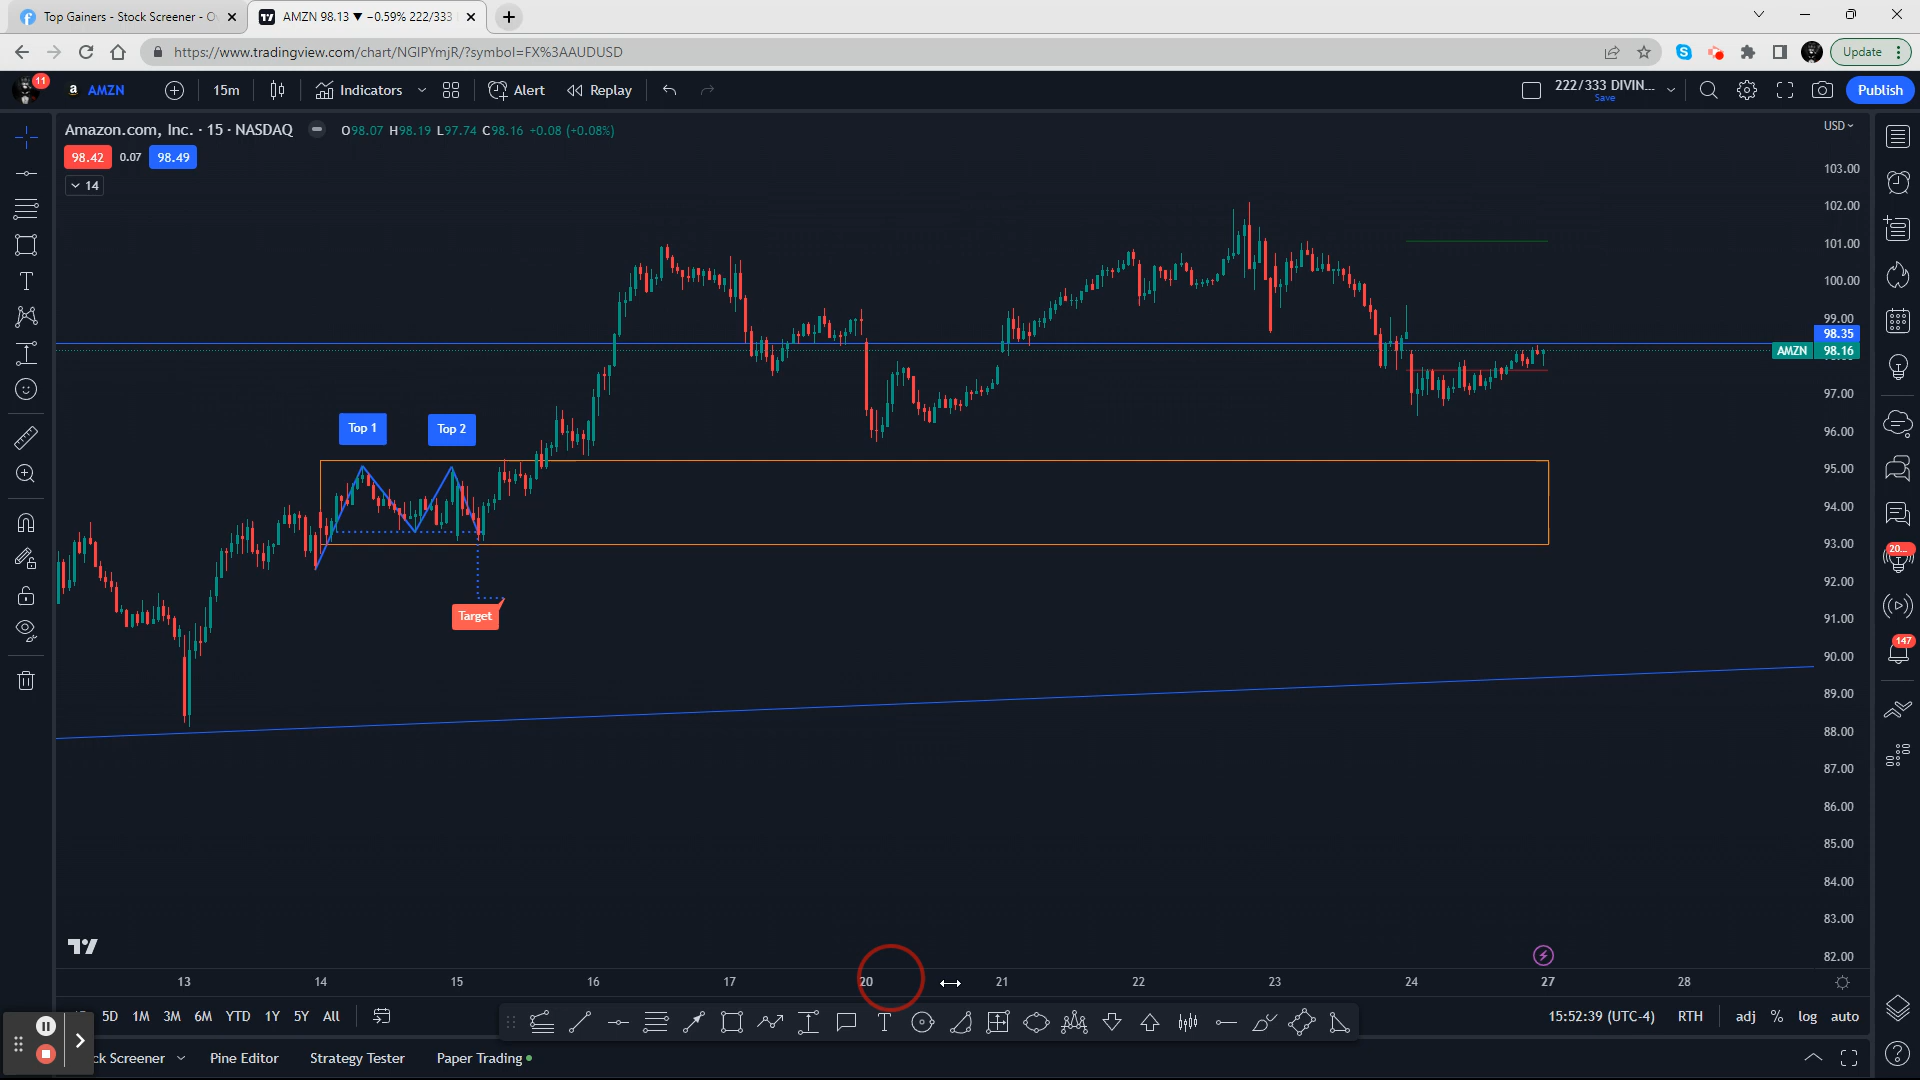 Top Gainers - Stock Screener - O
AMZN 98.13 ▼ −0.59% 222/333
https://www.tradingview.com/chart/NGIPYmjR/?symbol=FX%3AAUDUSD
Update
11
AMZN
15m
Indicators
Alert
Replay
222/333 DIVIN...
Save
Publish
Amazon.com, Inc. · 15 · NASDAQ
O98.07 H98.19 L97.74 C98.16 +0.08 (+0.08%)
98.42
0.07
98.49
14
USD
103.00
102.00
101.00
100.00
99.00
98.35
AMZN
98.16
97.00
96.00
95.00
94.00
93.00
92.00
91.00
90.00
89.00
88.00
87.00
86.00
85.00
84.00
83.00
82.00
Top 1
Top 2
Target
20...
147
13
14
15
16
17
20
21
22
23
24
27
28
5D
1M
3M
6M
YTD
1Y
5Y
All
15:52:39 (UTC-4)
RTH
adj
%
log
auto
ck Screener
Pine Editor
Strategy Tester
Paper Trading